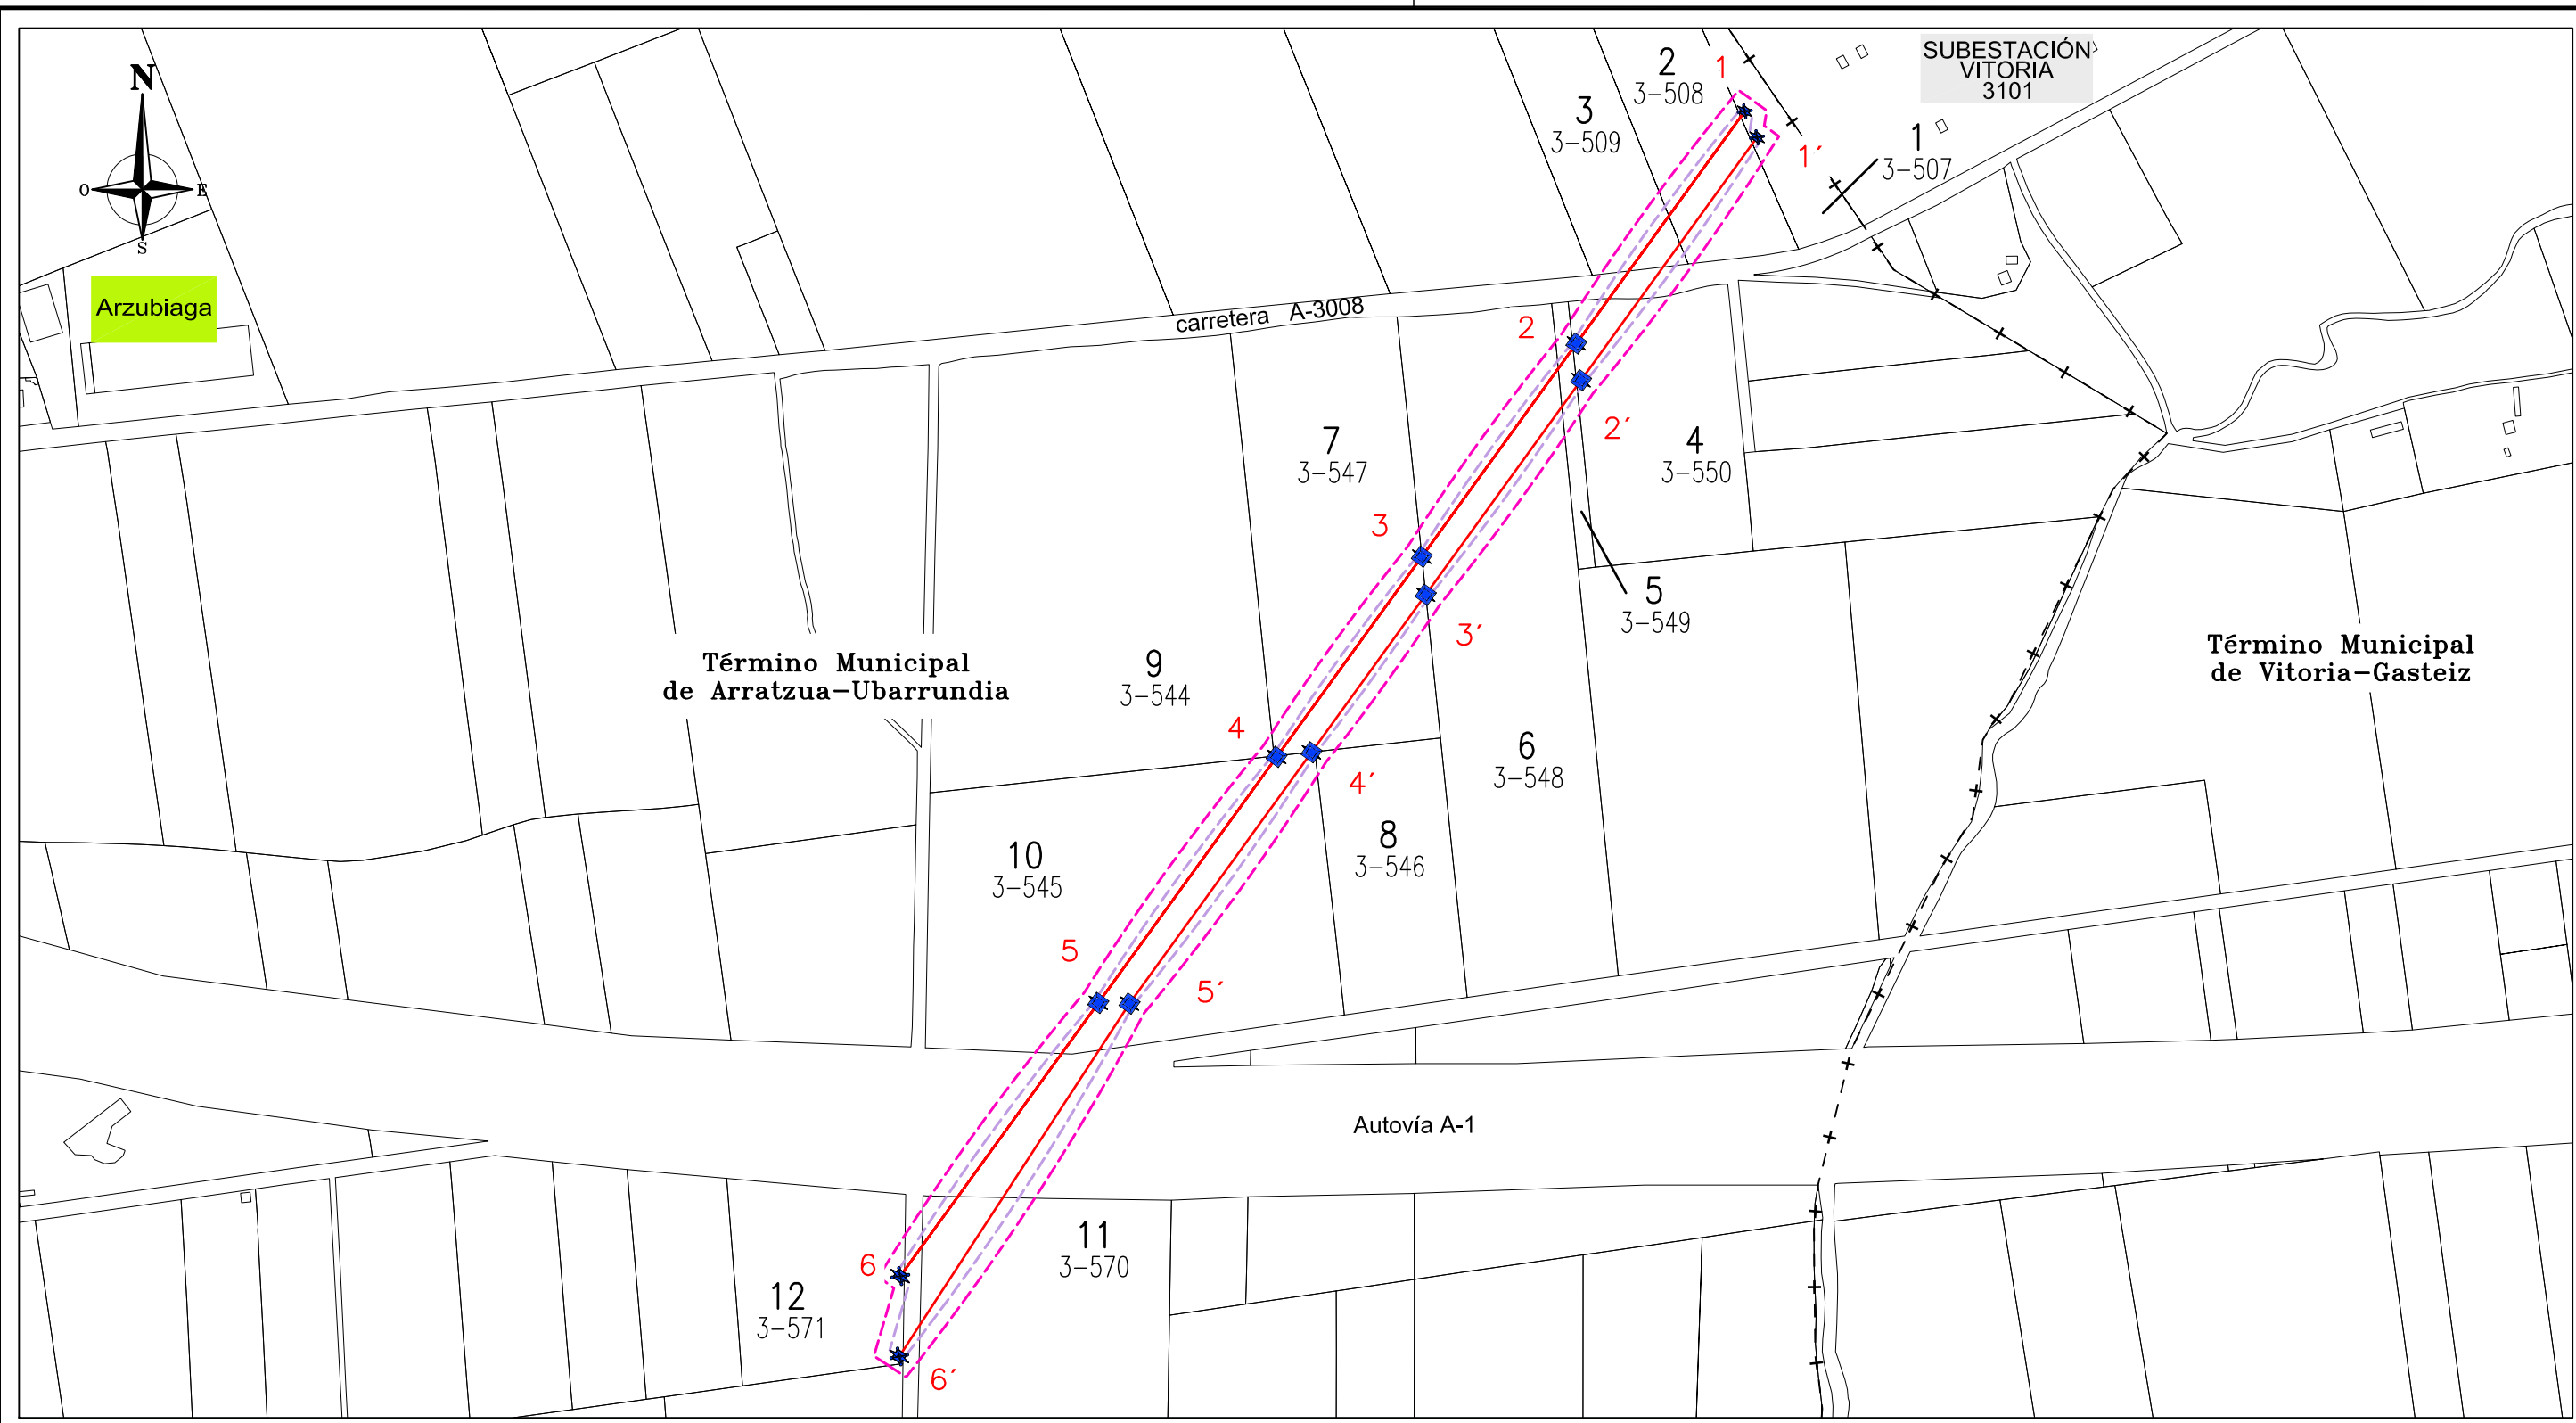 N
O
E
S
Arzubiaga
SUBESTACIÓN
VITORIA
3101
2
3-508
1
3
3-509
1
3-507
1´
carretera A-3008
2
2´
7
3-547
4
3-550
3
3´
5
3-549
Término Municipal
de Arratzua-Ubarrundia
9
3-544
Término Municipal
de Vitoria-Gasteiz
4
4´
6
3-548
10
3-545
8
3-546
5
5´
Autovía A-1
6
11
3-570
12
3-571
6´